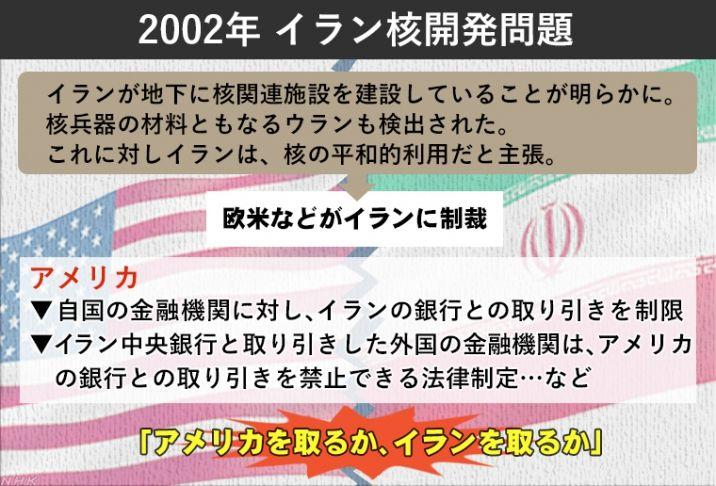 2002年 イラン核開発問題
イランが地下に核関連施設を建設していることが明らかに。
核兵器の材料ともなるウランも検出された。
これに対しイランは、核の平和的利用だと主張。
欧米などがイランに制裁
アメリカ
▼自国の金融機関に対し、イランの銀行との取り引きを制限
▼イラン中央銀行と取り引きした外国の金融機関は、アメリカ
の銀行との取り引きを禁止できる法律制定…など
「アメリカを取るか、イランを取るか」
NHK